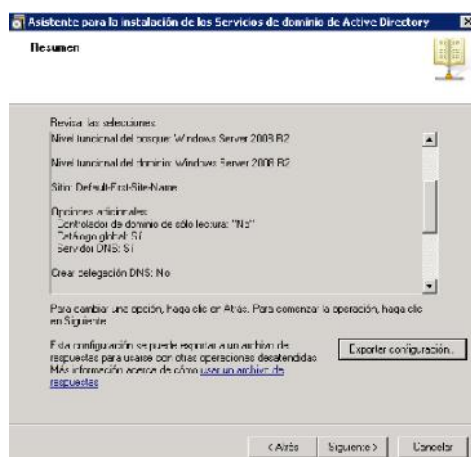 Asistente para la instalación de los Servicios de dominio de Active Directory
Resumen
Revisar las selecciones:
Nivel funcional del bosque: Windows Server 2008 R2
Nivel funcional del dominio: Windows Server 2008 R2
Sitio: Default-First-Site-Name
Opciones adicionales:
Controlador de dominio de sólo lectura: "No"
Catálogo global: Sí
Servidor DNS: Sí
Crear delegación DNS: No
Para cambiar una opción, haga clic en Atrás. Para comenzar la operación, haga clic
en Siguiente.
Esta configuración se puede exportar a un archivo de
respuestas para usarse con otras operaciones desatendidas.
Más información acerca de cómo usar un archivo de
respuestas
Exportar configuración...
< Atrás
Siguiente >
Cancelar